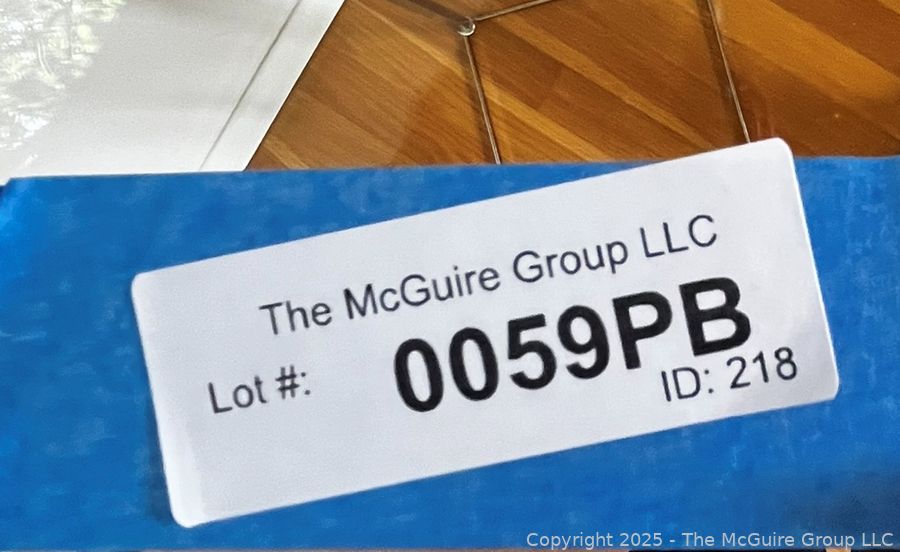 The McGuire Group LLC
Lot #: 0059PB
ID: 218
Copyright 2025 - The McGuire Group LLC